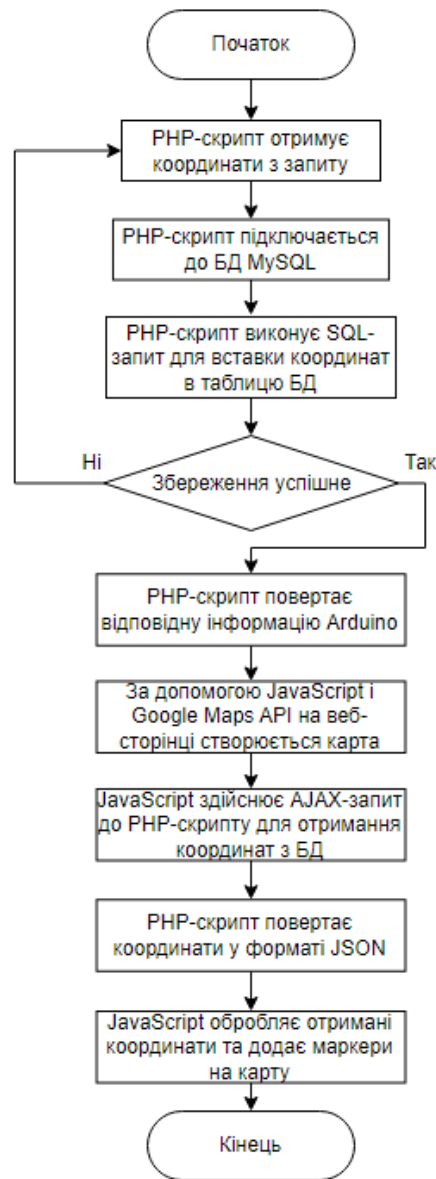 Початок
PHP-скрипт отримує
координати з запиту
PHP-скрипт підключається
до БД MySQL
PHP-скрипт виконує SQL-
запит для вставки координат
в таблицю БД
Ні
Так
Збереження успішне
PHP-скрипт повертає
відповідну інформацію Arduino
За допомогою JavaScript і
Google Maps API на веб-
сторінці створюється карта
JavaScript здійснює AJAX-запит
до PHP-скрипту для отримання
координат з БД
PHP-скрипт повертає
координати у форматі JSON
JavaScript обробляє отримані
координати та додає маркери
на карту
Кінець